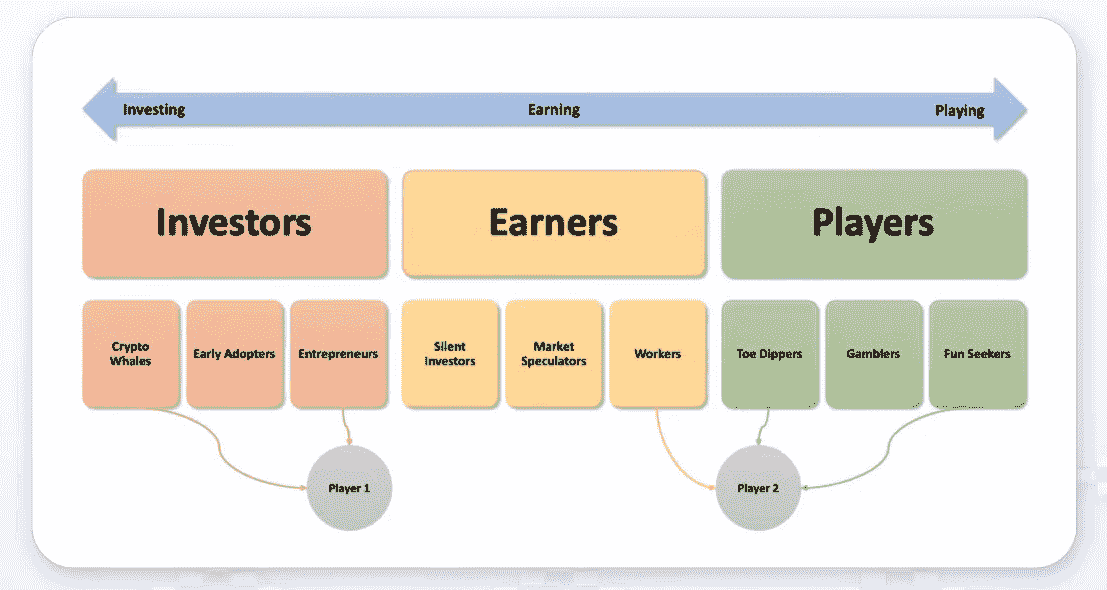 Investing
Earning
Playing
Investors
Earners
Players
Crypto
Whales
Early Adopters
Entrepreneurs
Silent
Investors
Market
Speculators
Workers
Toe Dippers
Gamblers
Fun Seekers
Player 1
Player 2